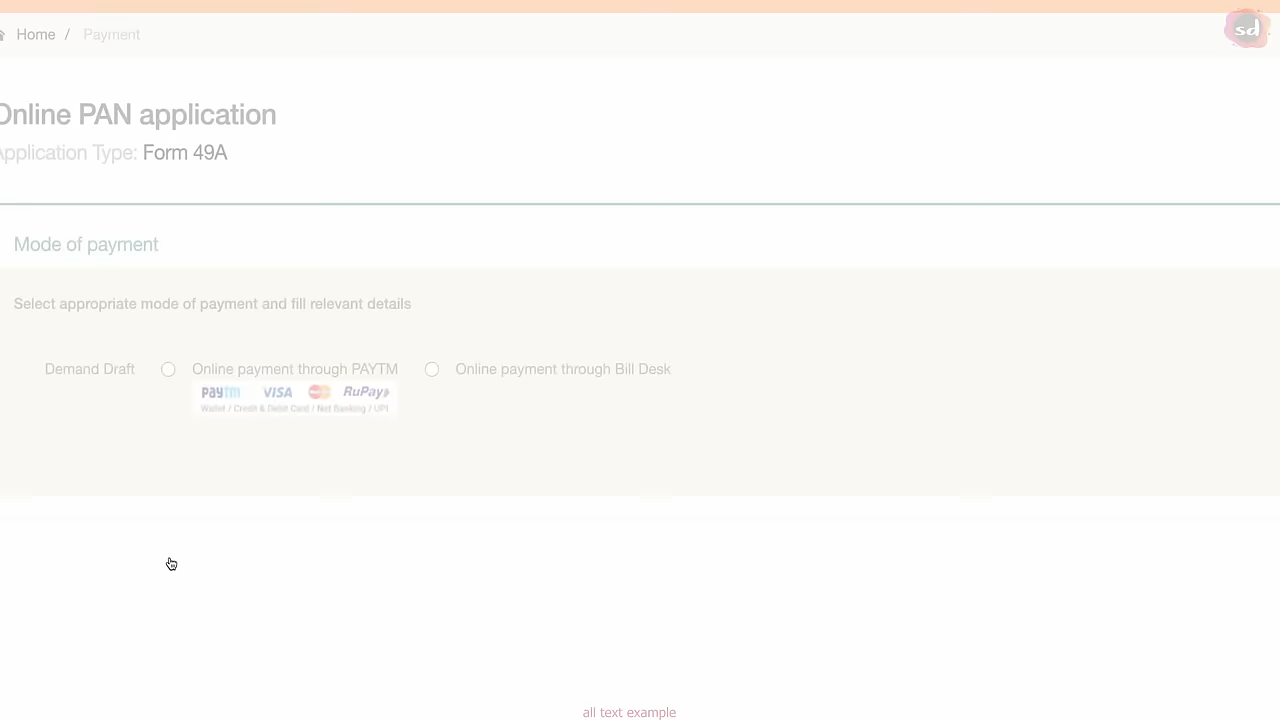 Home / Payment
sd
Online PAN application
Application Type: Form 49A
Mode of payment
Select appropriate mode of payment and fill relevant details
Demand Draft Online payment through PAYTM Online payment through Bill Desk
Paytm VISA RuPay
Wallet / Credit & Debit Card / Net Banking / UPI
all text example